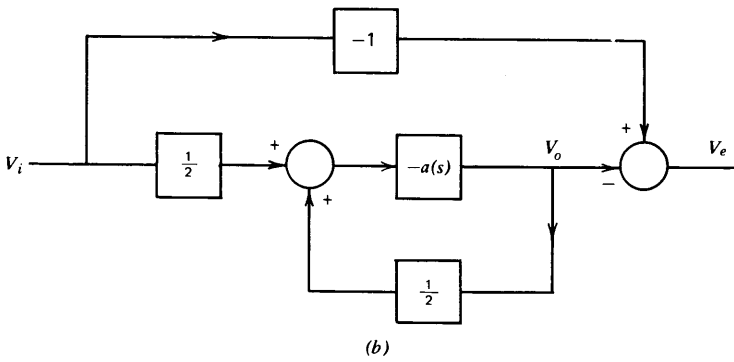 −1
+
1/2
+
+
−a(s)
V_o
+
−
V_i
V_e
1/2
(b)